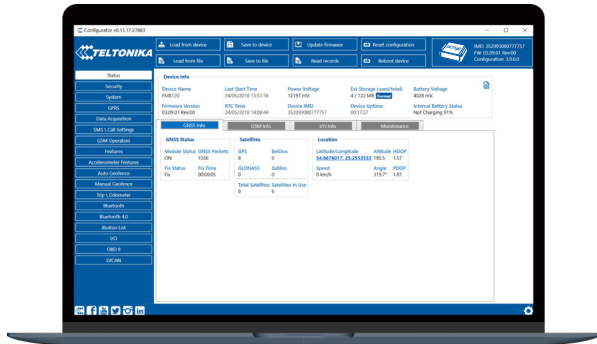 Configurator v0.13.17.27883
TELTONIKA
Load from device
Save to device
Update firmware
Reset configuration
Load from file
Save to file
Read records
Reboot device
IMEI 352093080777757
FW 03.09.01 Rev:00
Configuration 3.9.0.0
Status
Security
System
GPRS
Data Acquisition
SMS \ Call Settings
GSM Operators
Features
Accelerometer Features
Auto Geofence
Manual Geofence
Trip \ Odometer
Bluetooth
Bluetooth 4.0
iButton List
I/O
OBD II
LVCAN
Device Info
Device Name
FMB120
Last Start Time
24/05/2018 13:51:16
Power Voltage
12197 mV.
Ext Storage (used/total)
4 / 122 MB Format
Battery Voltage
4028 mV.
Firmware Version
03.09.01 Rev:00
RTC Time
24/05/2018 14:08:44
Device IMEI
352093080777757
Device Uptime
00:17:27
Internal Battery Status
Not Charging 91%
GNSS Info
GSM Info
I/O Info
Maintenance
GNSS Status
Module Status GNSS Packets
ON 1036
Fix Status Fix Time
Fix 00:00:05
Satellites
GPS BeiDou
8 0
GLONASS Galileo
0 0
Total Satellites Satellites in Use
8 6
Location
Latitude/Longitude Altitude HDOP
54.6678017, 25.2553533 195.5 1.57
Speed Angle PDOP
0 km/h 319.7° 1.81